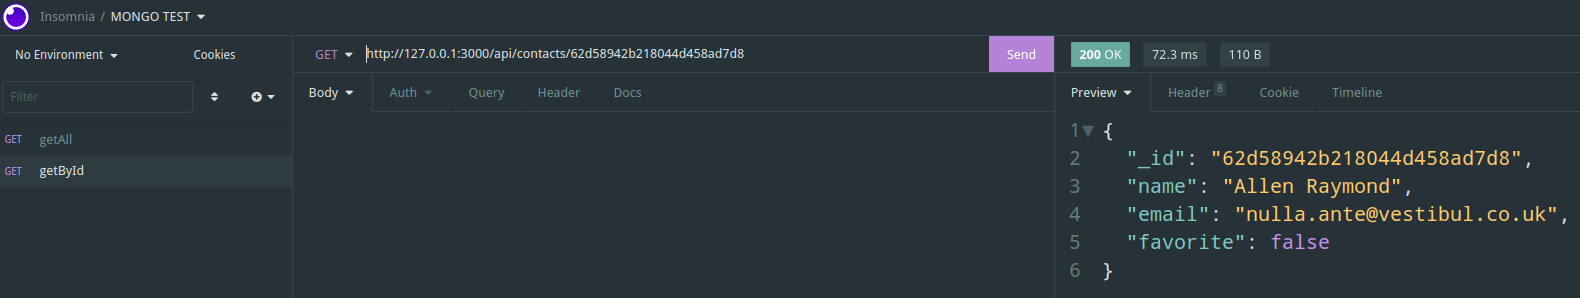 Insomnia / MONGO TEST
No Environment
Cookies
GET
http://127.0.0.1:3000/api/contacts/62d58942b218044d458ad7d8
Send
200 OK
72.3 ms
110 B
Filter
Body
Auth
Query
Header
Docs
Preview
Header 8
Cookie
Timeline
GET getAll
GET getById
1 {
2 "_id": "62d58942b218044d458ad7d8",
3 "name": "Allen Raymond",
4 "email": "nulla.ante@vestibul.co.uk",
5 "favorite": false
6 }